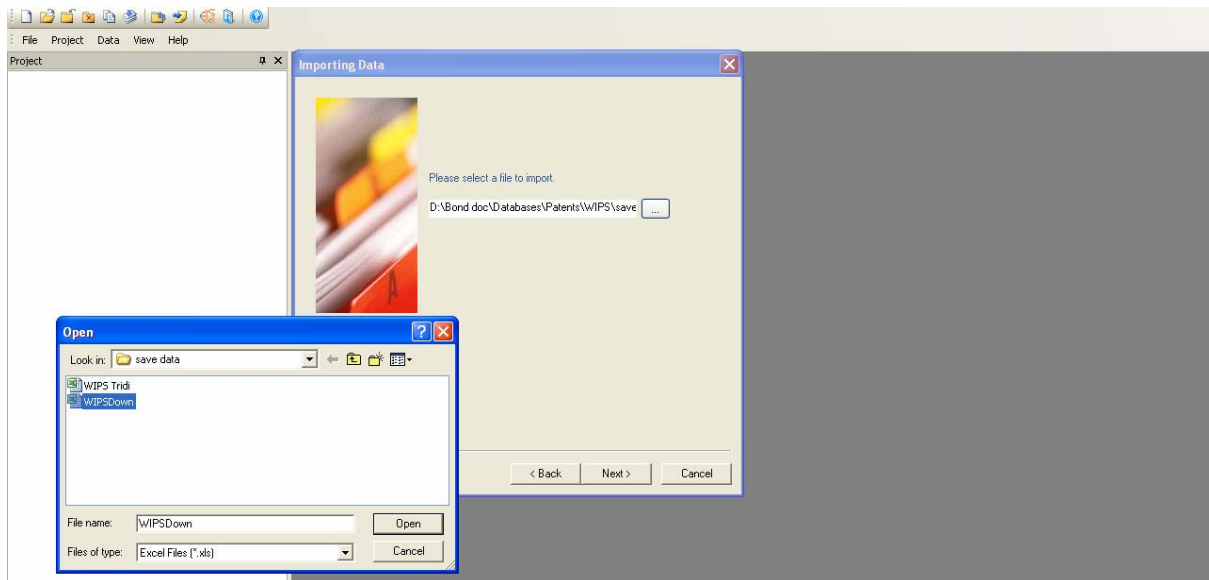 File Project Data View Help
Project
Importing Data
Please select a file to import.
D:\Bond doc\Databases\Patents\WIPS\save
...
Open
Look in: save data
WIPS Tridi
WIPSDown
< Back Next > Cancel
File name: WIPSDown Open
Files of type: Excel Files (*.xls) Cancel